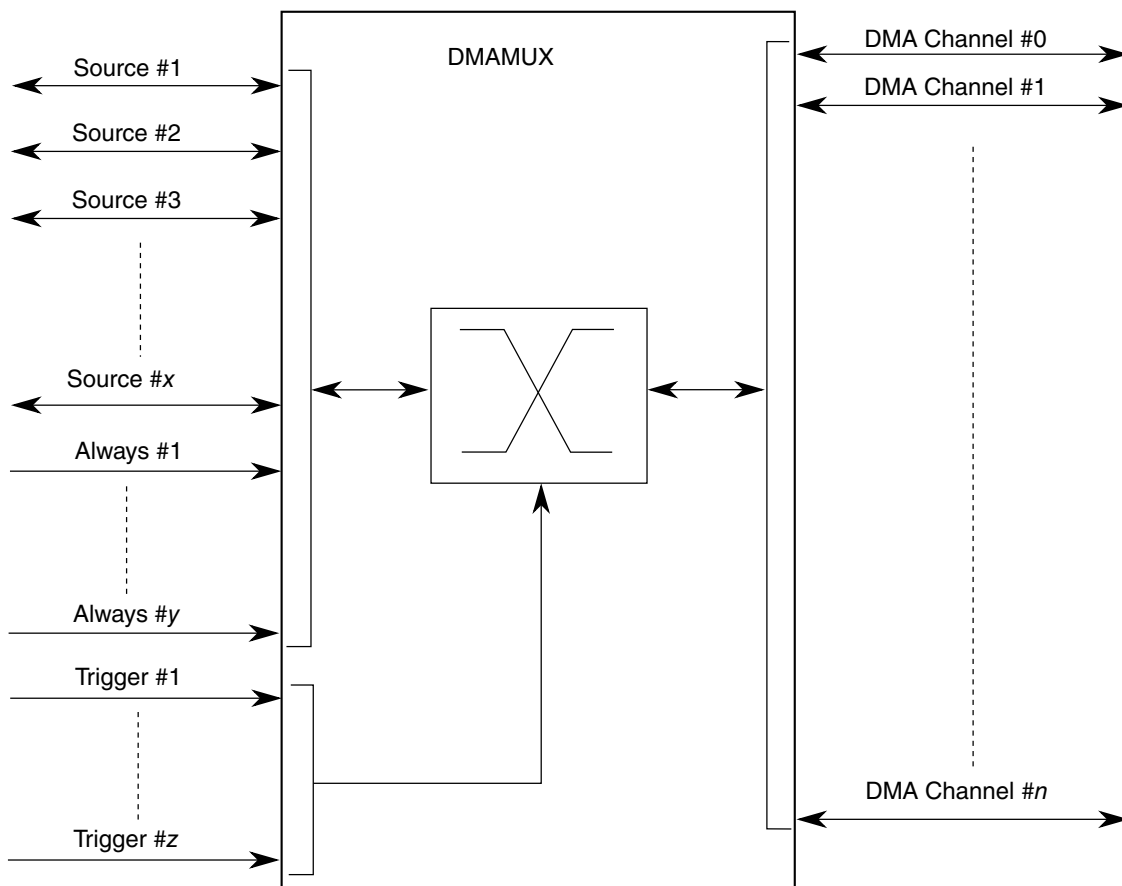 DMAMUX
Source #1
Source #2
Source #3
Source #x
Always #1
Always #y
Trigger #1
Trigger #z
DMA Channel #0
DMA Channel #1
DMA Channel #n